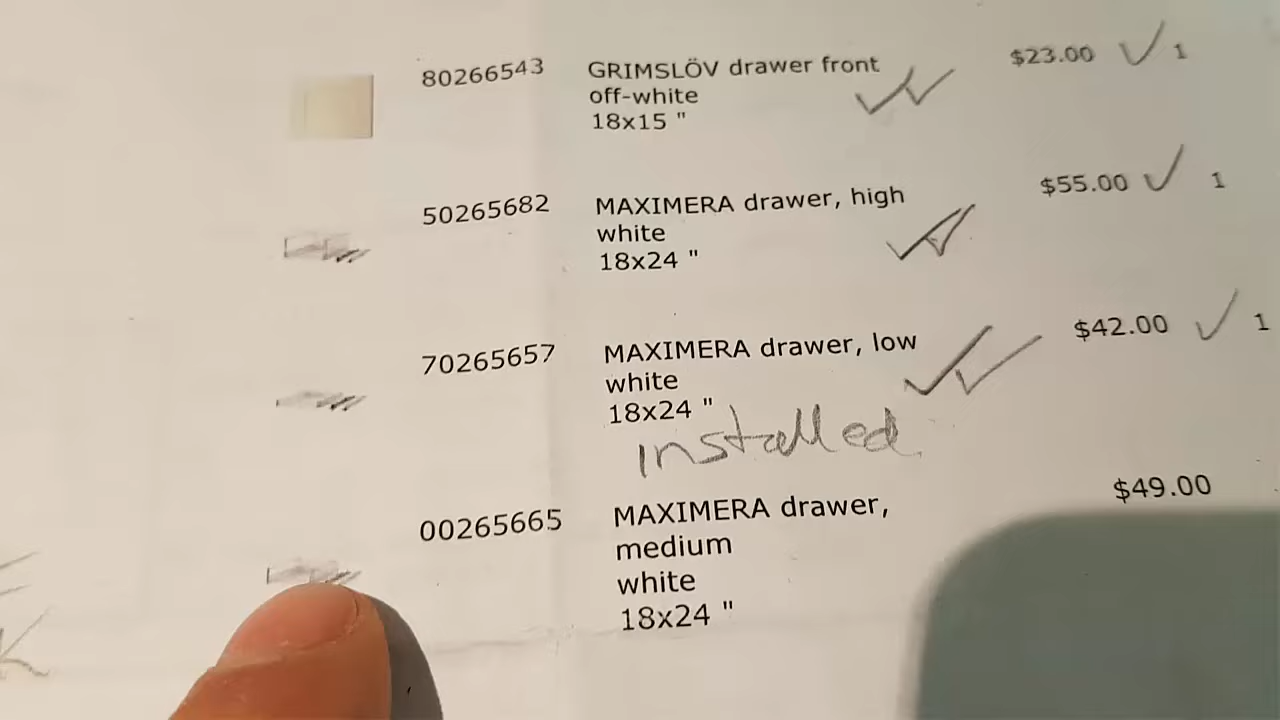 80266543 GRIMSLÖV drawer front $23.00 1
off-white
18x15 "
50265682 MAXIMERA drawer, high $55.00 1
white
18x24 "
70265657 MAXIMERA drawer, low $42.00 1
white
18x24 "
installed
00265665 MAXIMERA drawer, $49.00
medium
white
18x24 "